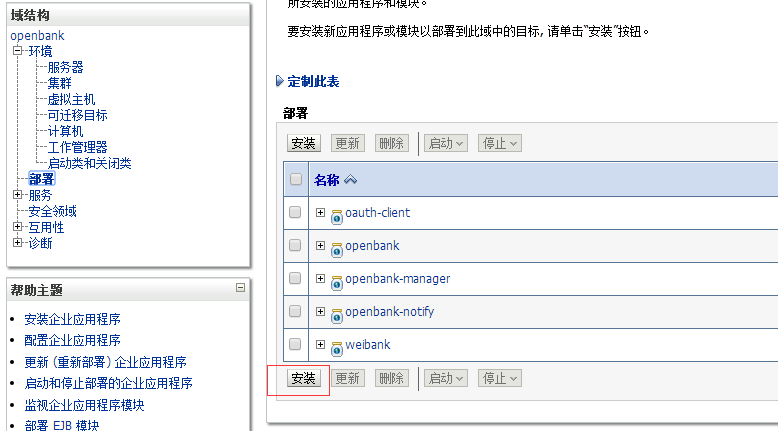 域结构
openbank
环境
服务器
集群
虚拟主机
可迁移目标
计算机
工作管理器
启动类和关闭类
部署
服务
安全领域
互用性
诊断
帮助主题
安装企业应用程序
配置企业应用程序
更新 (重新部署) 企业应用程序
启动和停止部署的企业应用程序
监视企业应用程序模块
部署 EJB 模块
所安装的应用程序和模块。
要安装新应用程序或模块以部署到此域中的目标, 请单击"安装"按钮。
定制此表
部署
安装 更新 删除 启动 停止
名称
oauth-client
openbank
openbank-manager
openbank-notify
weibank
安装 更新 删除 启动 停止